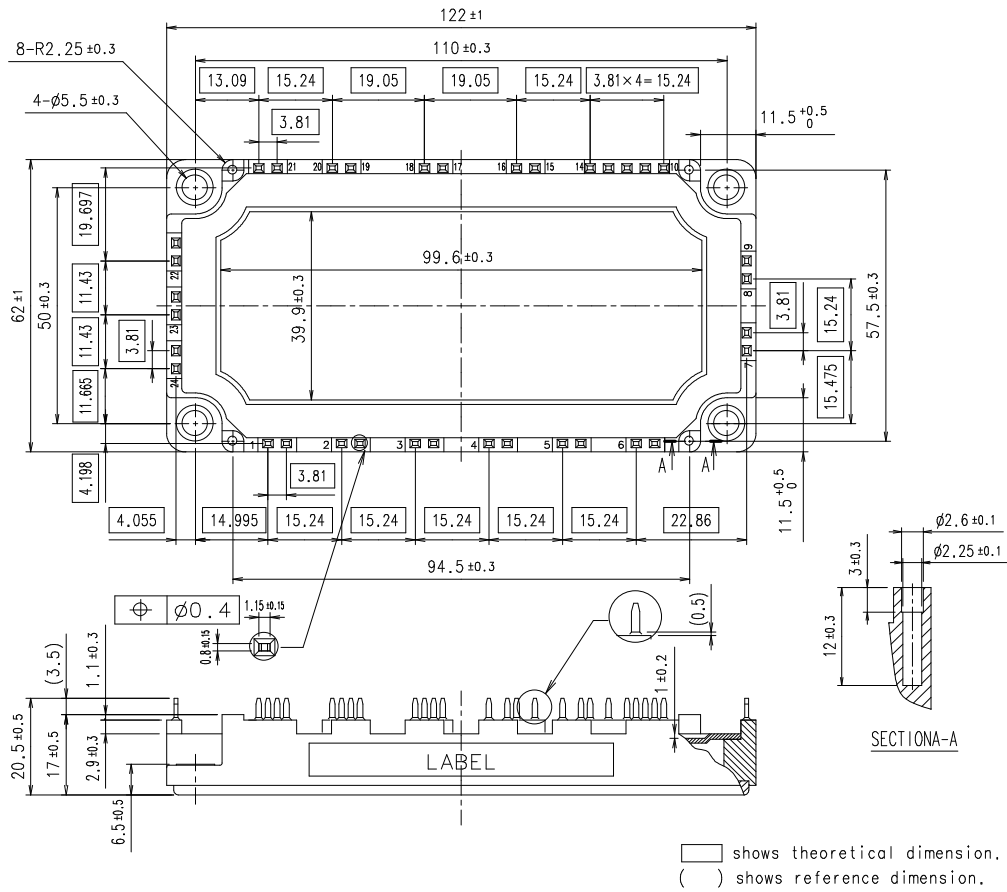 122 ±1
110 ±0.3
8-R2.25 ±0.3
13.09 15.24 19.05 19.05 15.24 3.81×4=15.24
4-ø5.5 ±0.3
3.81
11.5 +0.5 0
21 20 19 18 17 16 15 14 10
62 ±1
50 ±0.3
19.697
11.43
11.43
3.81
11.665
4.198
22
23
24
99.6 ±0.3
39.9 ±0.3
9
8
7
3.81
15.24
15.475
57.5 ±0.3
11.5 +0.5 0
1 2 3 4 5 6
A A
3.81
4.055 14.995 15.24 15.24 15.24 15.24 15.24 22.86
94.5 ±0.3
ø0.4
1.15 ±0.15
0.8 ±0.15
(0.5)
1 ±0.2
(3.5)
1.1 ±0.3
20.5 ±0.5
17 ±0.5
2.9 ±0.3
6.5 ±0.5
LABEL
ø2.6 ±0.1
ø2.25 ±0.1
3 ±0.3
12 ±0.3
SECTIONA-A
shows theoretical dimension.
( ) shows reference dimension.